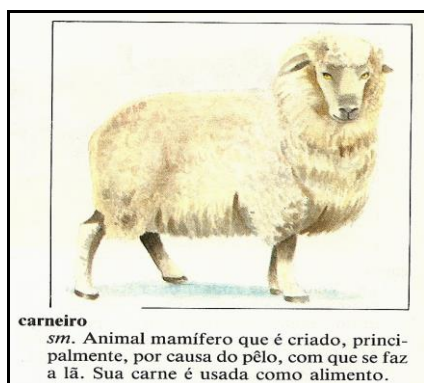 carneiro
sm. Animal mamífero que é criado, princi-
palmente, por causa do pêlo, com que se faz
a lã. Sua carne é usada como alimento.